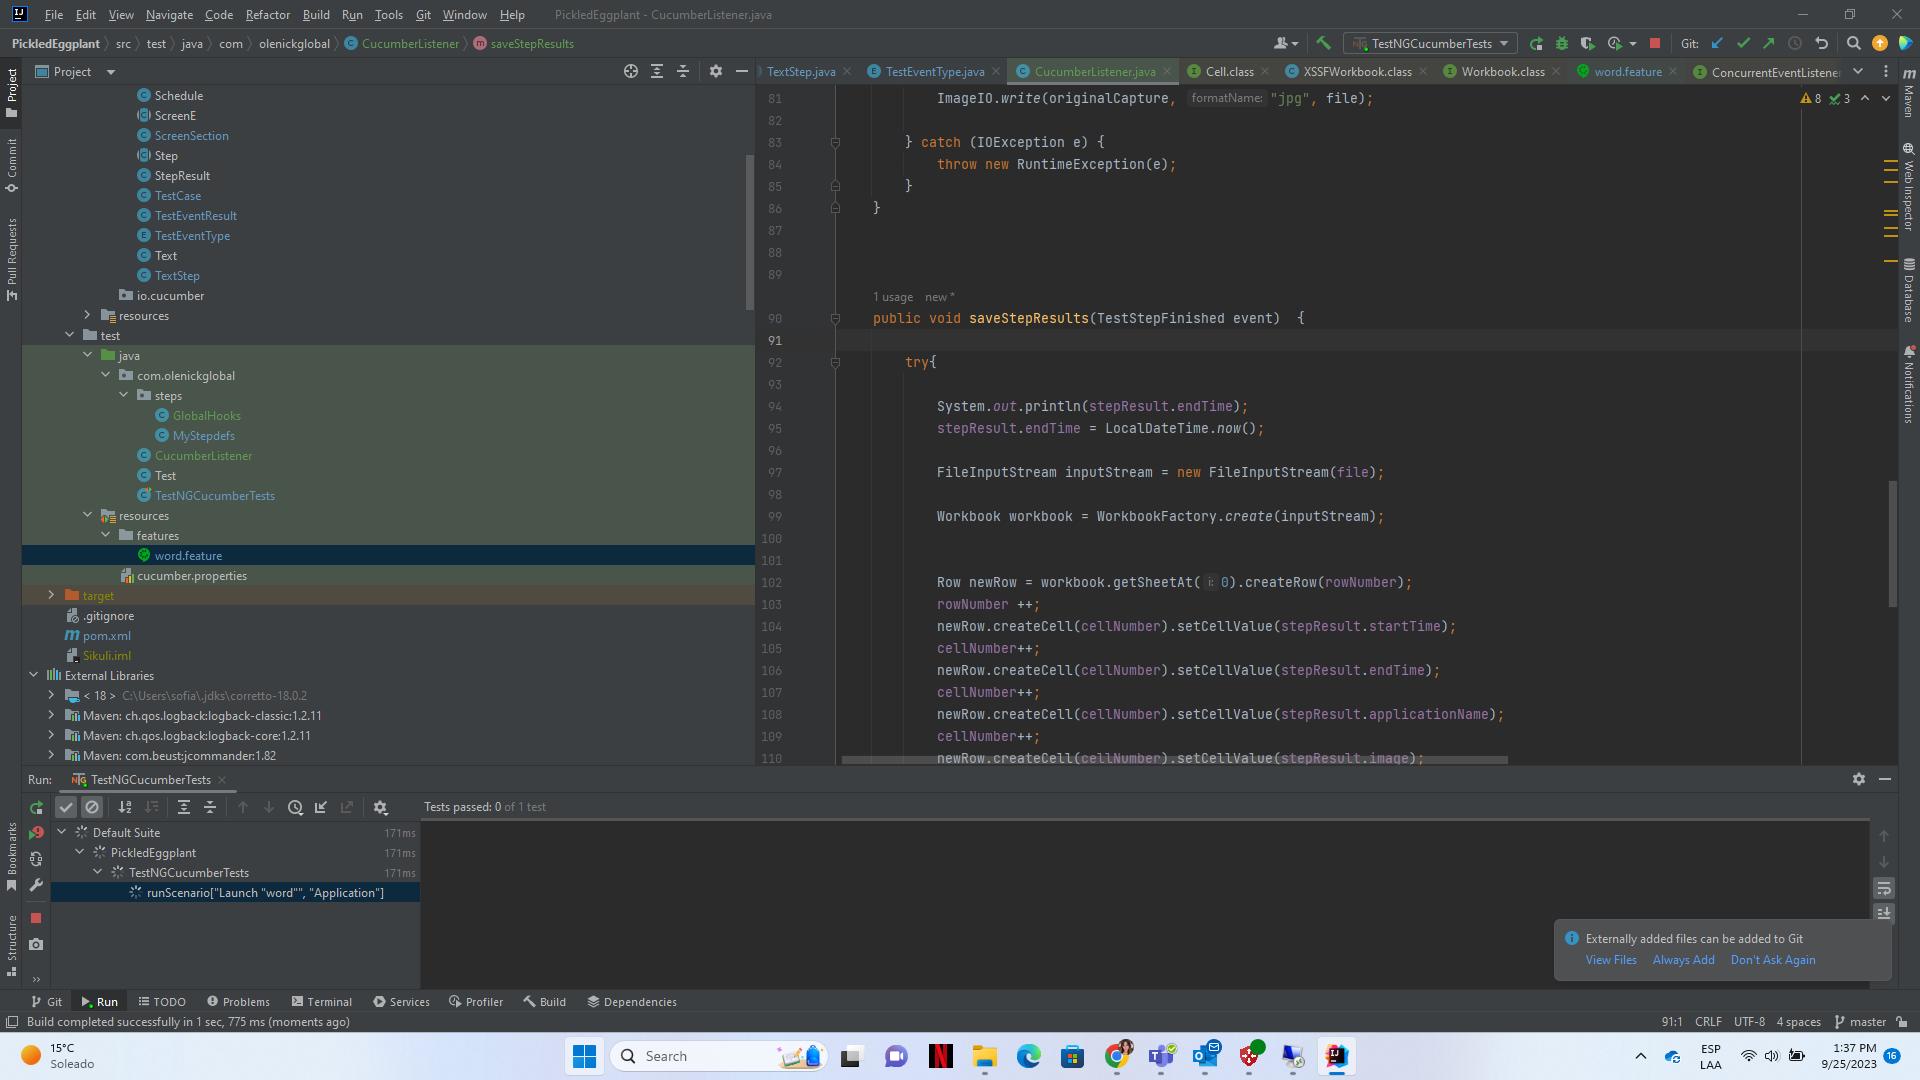 File Edit View Navigate Code Refactor Build Run Tools Git Window Help PickledEggplant - CucumberListener.java
PickledEggplant src test java com olenickglobal CucumberListener saveStepResults TestNGCucumberTests Git:
Project
TextStep.java TestEventType.java CucumberListener.java Cell.class XSSFWorkbook.class Workbook.class word.feature ConcurrentEventListene
Project
Commit
Pull Requests
Bookmarks
Structure
Schedule
ScreenE
ScreenSection
Step
StepResult
TestCase
TestEventResult
TestEventType
Text
TextStep
io.cucumber
resources
test
java
com.olenickglobal
steps
GlobalHooks
MyStepdefs
CucumberListener
Test
TestNGCucumberTests
resources
features
word.feature
cucumber.properties
target
.gitignore
pom.xml
Sikuli.iml
External Libraries
< 18 > C:\Users\sofia\.jdks\corretto-18.0.2
Maven: ch.qos.logback:logback-classic:1.2.11
Maven: ch.qos.logback:logback-core:1.2.11
Maven: com.beust:jcommander:1.82
8 3
81 ImageIO.write(originalCapture, formatName: "jpg", file);
82
83 } catch (IOException e) {
84 throw new RuntimeException(e);
85 }
86 }
87
88
89
1 usage new *
90 public void saveStepResults(TestStepFinished event) {
91
92 try{
93
94 System.out.println(stepResult.endTime);
95 stepResult.endTime = LocalDateTime.now();
96
97 FileInputStream inputStream = new FileInputStream(file);
98
99 Workbook workbook = WorkbookFactory.create(inputStream);
100
101
102 Row newRow = workbook.getSheetAt( i: 0).createRow(rowNumber);
103 rowNumber ++;
104 newRow.createCell(cellNumber).setCellValue(stepResult.startTime);
105 cellNumber++;
106 newRow.createCell(cellNumber).setCellValue(stepResult.endTime);
107 cellNumber++;
108 newRow.createCell(cellNumber).setCellValue(stepResult.applicationName);
109 cellNumber++;
110 newRow.createCell(cellNumber).setCellValue(stepResult.image);
Maven
Web Inspector
Database
Notifications
Run: TestNGCucumberTests
Tests passed: 0 of 1 test
Default Suite 171ms
PickledEggplant 171ms
TestNGCucumberTests 171ms
runScenario["Launch "word"", "Application"]
Externally added files can be added to Git
View Files Always Add Don't Ask Again
Git Run TODO Problems Terminal Services Profiler Build Dependencies
Build completed successfully in 1 sec, 775 ms (moments ago) 91:1 CRLF UTF-8 4 spaces master
15°C
Soleado
Search
ESP
LAA
1:37 PM
9/25/2023
16